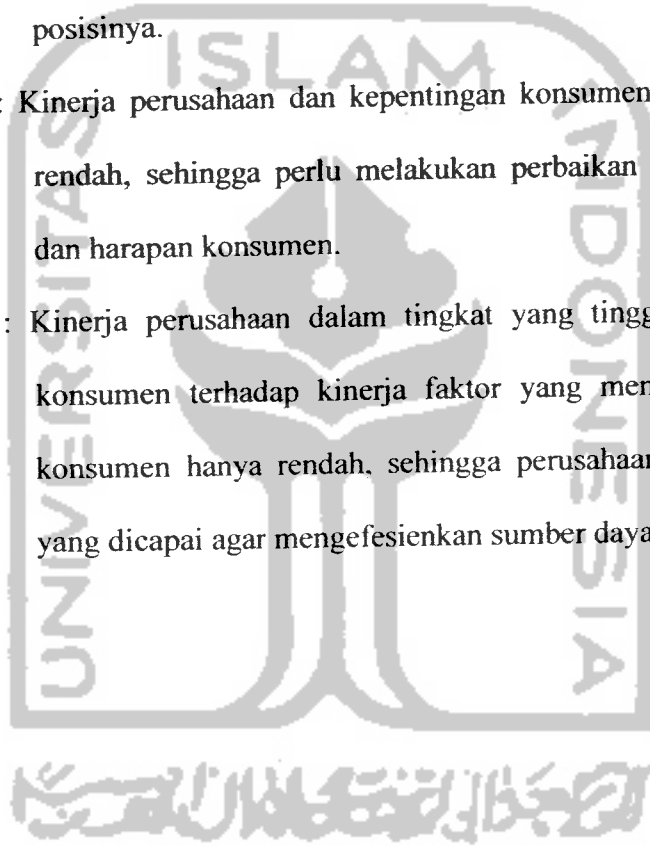 posisinya.
ISLAM
: Kinerja perusahaan dan kepentingan konsumen
rendah, sehingga perlu melakukan perbaikan
dan harapan konsumen.
: Kinerja perusahaan dalam tingkat yang tingg
konsumen terhadap kinerja faktor yang men
konsumen hanya rendah, sehingga perusahaan
yang dicapai agar mengefesienkan sumber daya
UNIVERSITAS
INDONESIA